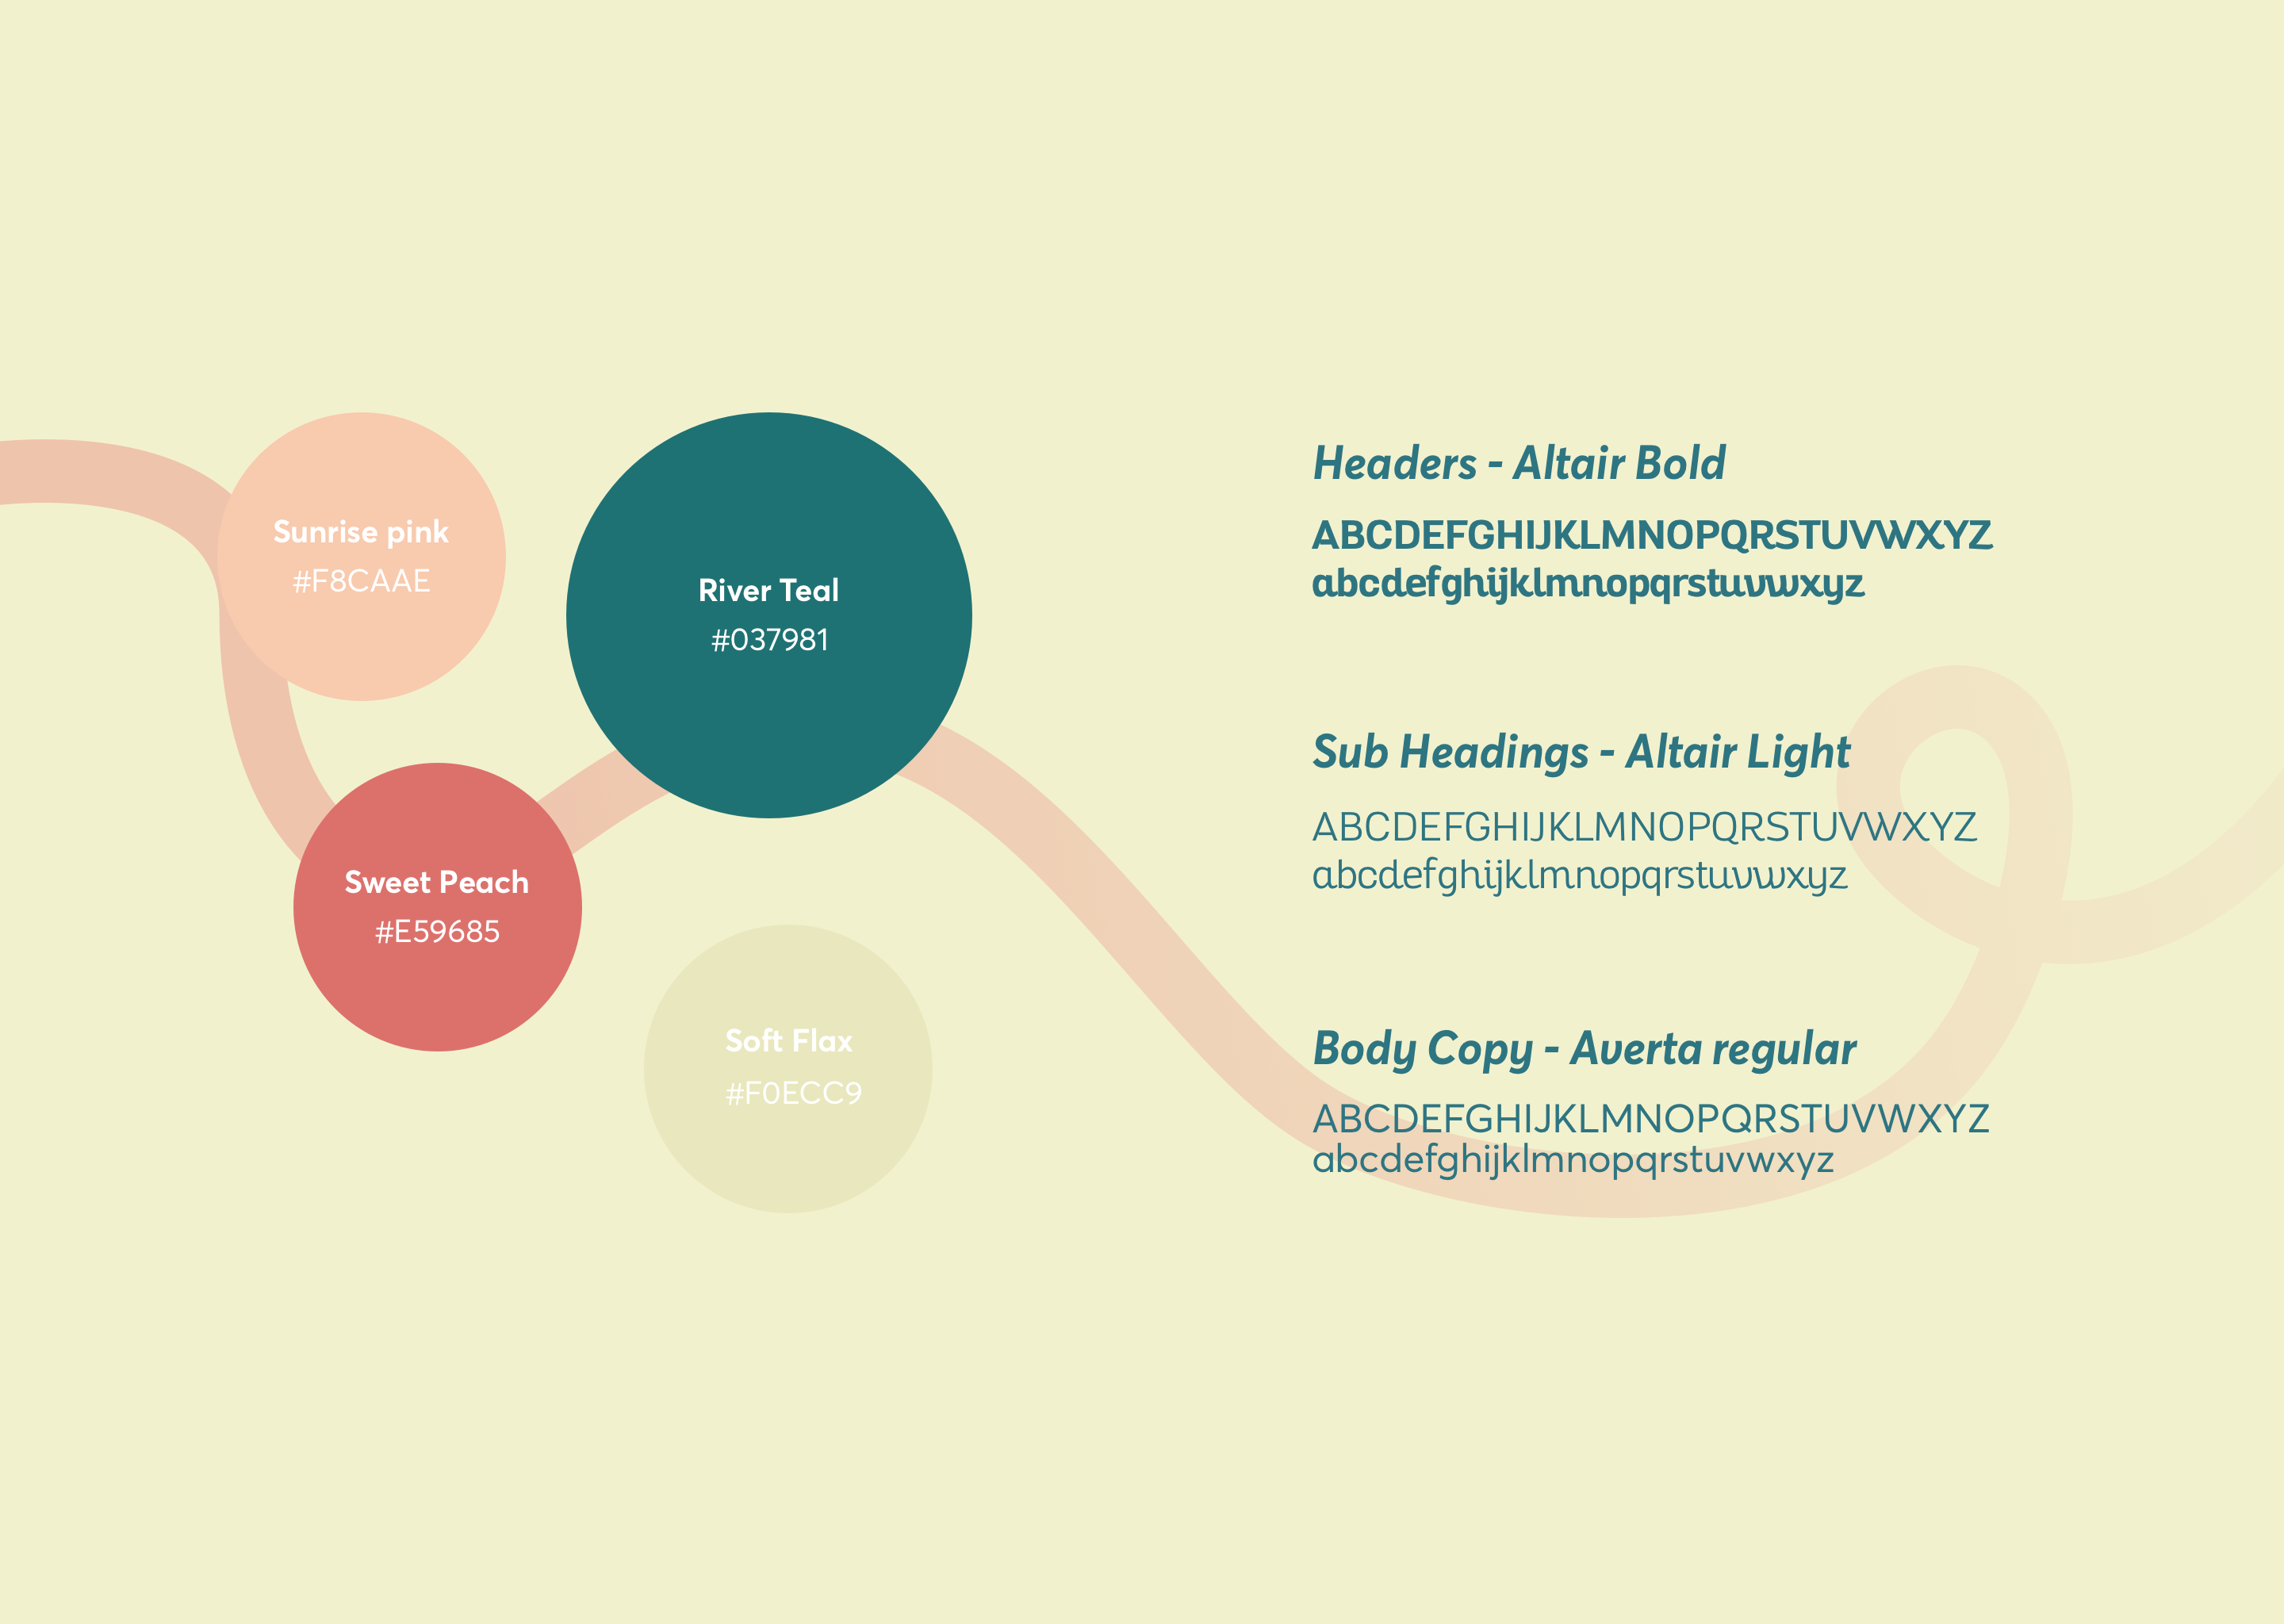 Sunrise pink
#F8CAAE
River Teal
#037981
Sweet Peach
#E59685
Soft Flax
#F0ECC9
Headers - Altair Bold
ABCDEFGHIJKLMNOPQRSTUVWXYZ
abcdefghijklmnopqrstuvwxyz
Sub Headings - Altair Light
ABCDEFGHIJKLMNOPQRSTUVWXYZ
abcdefghijklmnopqrstuvwxyz
Body Copy - Averta regular
ABCDEFGHIJKLMNOPQRSTUVWXYZ
abcdefghijklmnopqrstuvwxyz